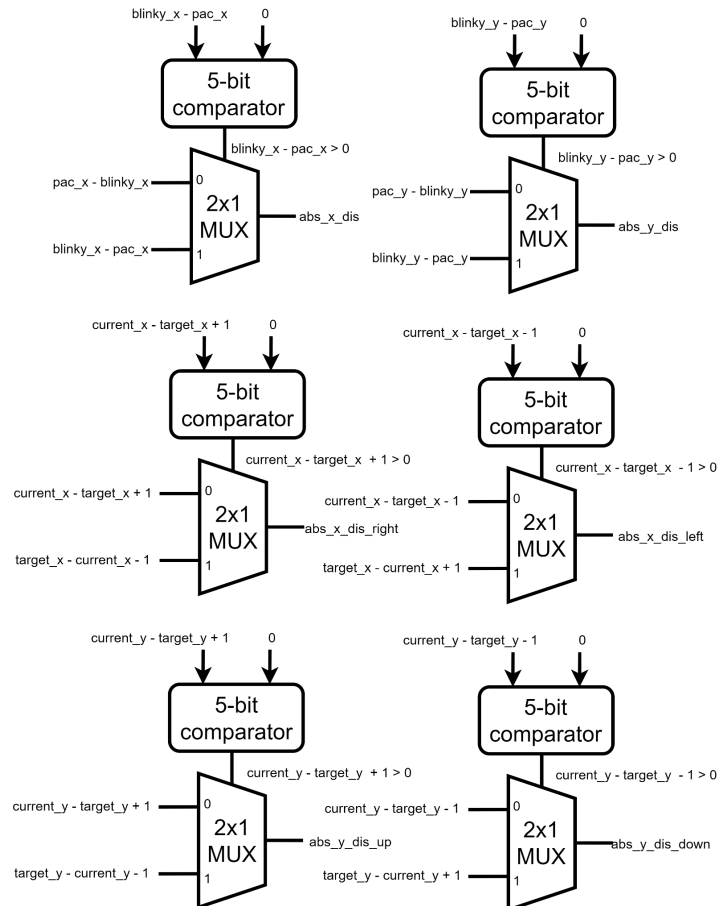 blinky_x - pac_x 0
5-bit
comparator
blinky_x - pac_x > 0
pac_x - blinky_x
0
2x1
MUX
abs_x_dis
blinky_x - pac_x
1
blinky_y - pac_y 0
5-bit
comparator
blinky_y - pac_y > 0
pac_y - blinky_y
0
2x1
MUX
abs_y_dis
blinky_y - pac_y
1
current_x - target_x + 1 0
5-bit
comparator
current_x - target_x + 1 > 0
current_x - target_x + 1
0
2x1
MUX
abs_x_dis_right
target_x - current_x - 1
1
current_x - target_x - 1 0
5-bit
comparator
current_x - target_x - 1 > 0
current_x - target_x - 1
0
2x1
MUX
abs_x_dis_left
target_x - current_x + 1
1
current_y - target_y + 1 0
5-bit
comparator
current_y - target_y + 1 > 0
current_y - target_y + 1
0
2x1
MUX
abs_y_dis_up
target_y - current_y - 1
1
current_y - target_y - 1 0
5-bit
comparator
current_y - target_y - 1 > 0
current_y - target_y - 1
0
2x1
MUX
abs_y_dis_down
target_y - current_y + 1
1